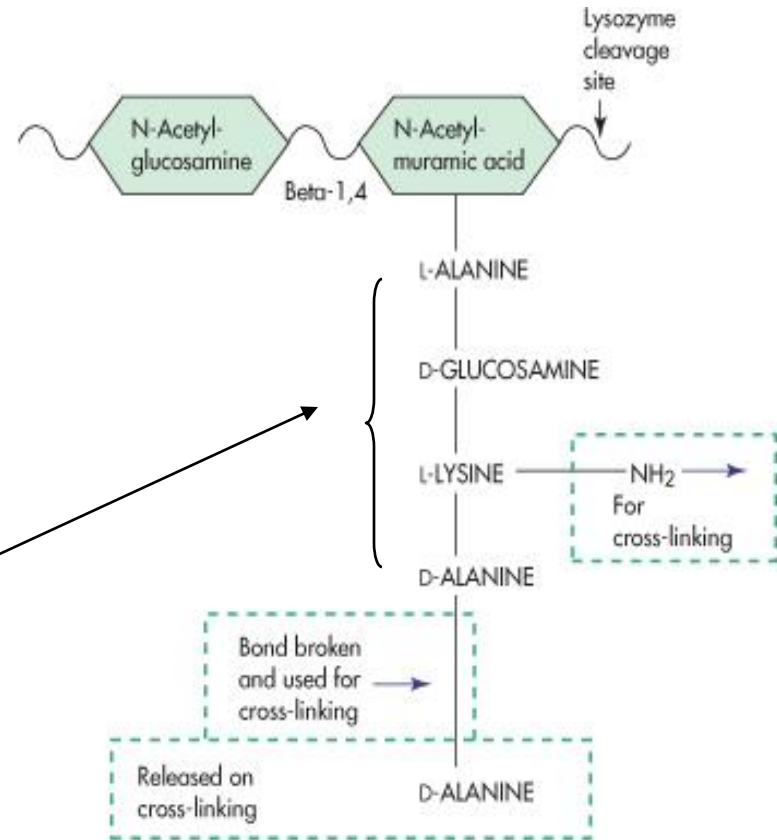 Lysozyme
cleavage
site
N-Acetyl-
glucosamine
N-Acetyl-
muramic acid
Beta-1,4
L-ALANINE
D-GLUCOSAMINE
L-LYSINE
NH2
For
cross-linking
D-ALANINE
Bond broken
and used for
cross-linking
Released on
cross-linking
D-ALANINE